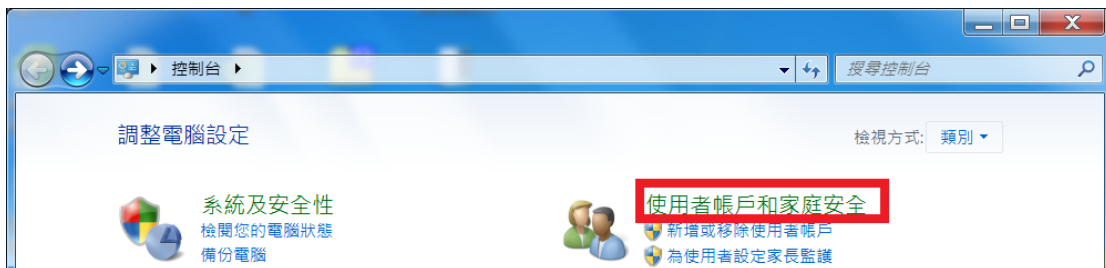 控制台
搜尋控制台
調整電腦設定
檢視方式: 類別
系統及安全性
檢閱您的電腦狀態
備份電腦
使用者帳戶和家庭安全
新增或移除使用者帳戶
為使用者設定家長監護